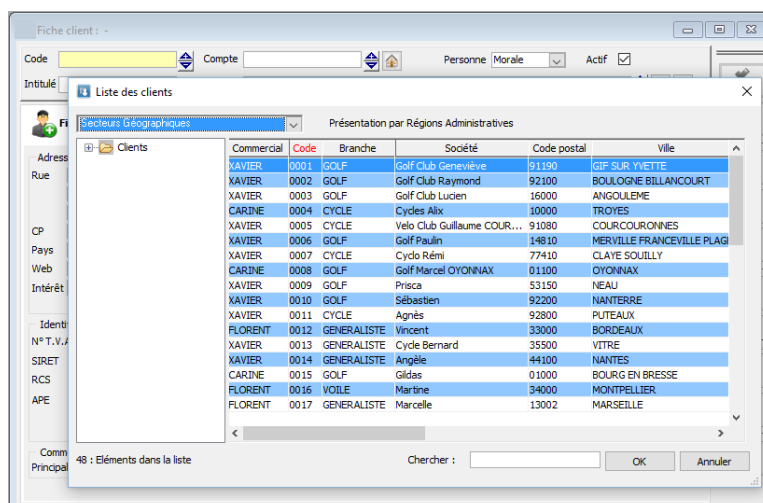 Fiche client : -
Code Compte Personne Morale Actif
Intitulé
Liste des clients
Secteurs Géographiques Présentation par Régions Administratives
Clients
Commercial Code Branche Société Code postal Ville
XAVIER 0001 GOLF Golf Club Geneviève 91190 GIF SUR YVETTE
XAVIER 0002 GOLF Golf Club Raymond 92100 BOULOGNE BILLANCOURT
XAVIER 0003 GOLF Golf Club Lucien 16000 ANGOULEME
CARINE 0004 CYCLE Cycles Alix 10000 TROYES
XAVIER 0005 CYCLE Velo Club Guillaume COUR... 91080 COURCOURONNES
XAVIER 0006 GOLF Golf Paulin 14810 MERVILLE FRANCEVILLE PLAG
XAVIER 0007 CYCLE Cyclo Rémi 77410 CLAYE SOUILLY
CARINE 0008 GOLF Golf Marcel OYONNAX 01100 OYONNAX
XAVIER 0009 GOLF Prisca 53150 NEAU
XAVIER 0010 GOLF Sébastien 92200 NANTERRE
XAVIER 0011 CYCLE Agnès 92800 PUTEAUX
FLORENT 0012 GENERALISTE Vincent 33000 BORDEAUX
XAVIER 0013 GENERALISTE Cycle Bernard 35500 VITRE
XAVIER 0014 GENERALISTE Angèle 44100 NANTES
CARINE 0015 GOLF Gildas 01000 BOURG EN BRESSE
FLORENT 0016 VOILE Martine 34000 MONTPELLIER
FLORENT 0017 GENERALISTE Marcelle 13002 MARSEILLE
48 : Eléments dans la liste Chercher : OK Annuler
Fi
Adress
Rue
CP
Pays
Web
Intérêt
Identi
N° T.V.A
SIRET
RCS
APE
Comm
Principal